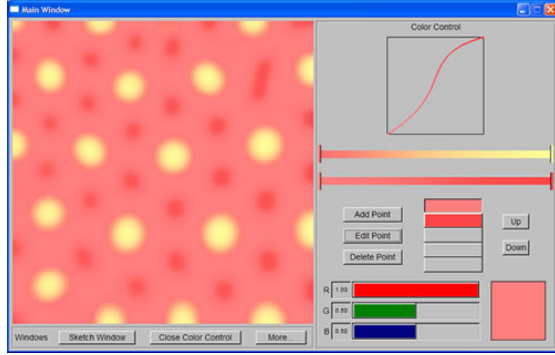 Main Window
Color Control
Add Point
Edit Point
Delete Point
Up
Down
R 1.00
G 0.50
B 0.50
Windows Sketch Window Close Color Control More...